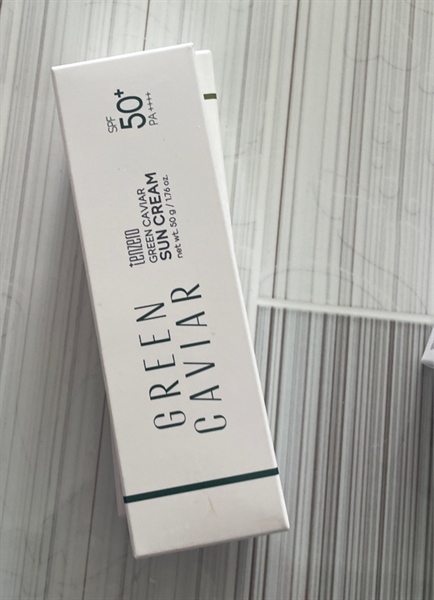 GREEN
CAVIAR
tenzero
GREEN CAVIAR
SUN CREAM
net wt. 50 g / 1.76 oz.
SPF
50+
PA ++++